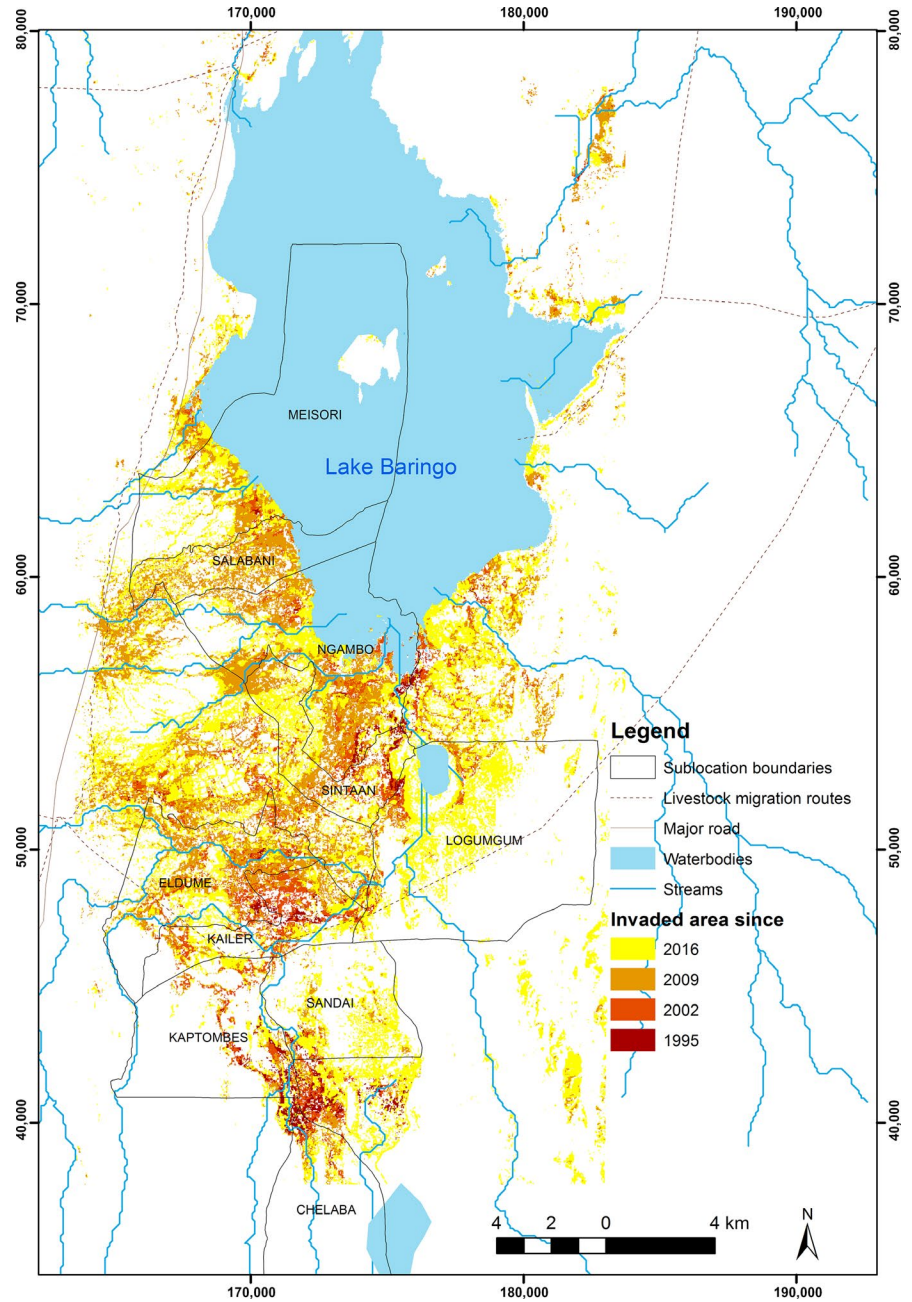 170,000 180,000 190,000
80,000 80,000
70,000 70,000
MEISORI
Lake Baringo
SALABANI
60,000 60,000
NGAMBO
Legend
Sublocation boundaries
SINTAAN
Livestock migration routes
Major road
LOGUMGUM
50,000 50,000
Waterbodies
ELDUME
Streams
Invaded area since
KAILER
2016
2009
SANDAI
2002
KAPTOMBES
1995
40,000 40,000
CHELABA
N
4 2 0 4 km
170,000 180,000 190,000